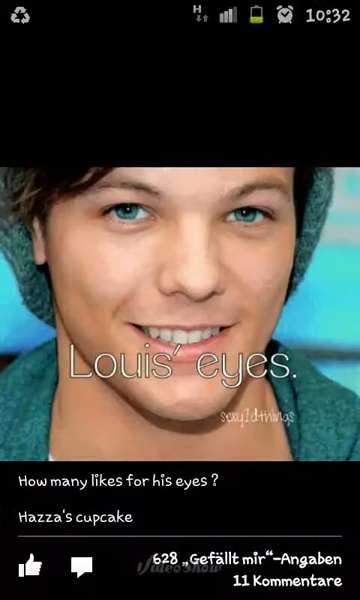 H
10:32
Louis' eyes.
sexy1dthings
How many likes for his eyes ?
Hazza's cupcake
628 „Gefällt mir“-Angaben
VideoShow
11 Kommentare